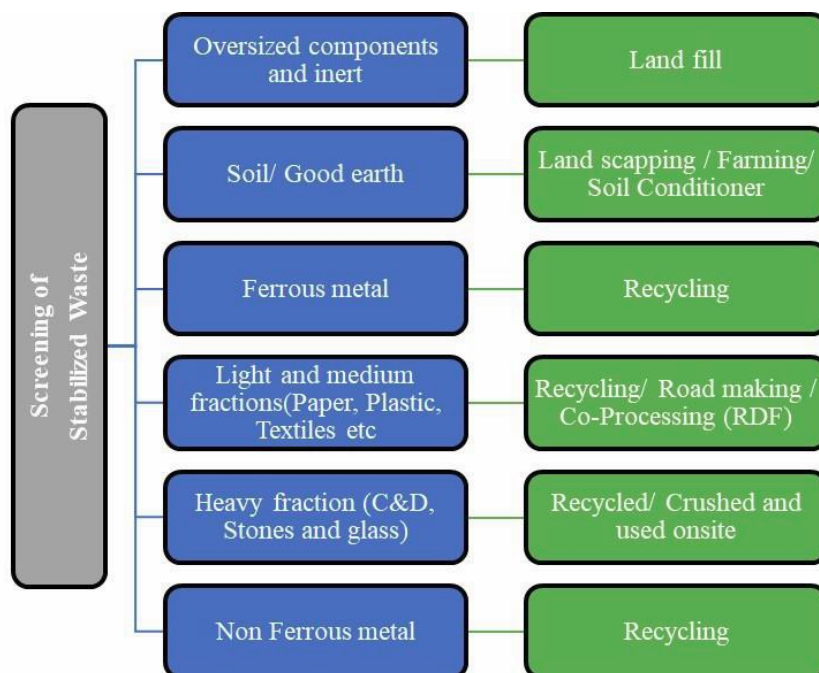 Screening of
Stabilized Waste
Oversized components
and inert
Land fill
Soil/ Good earth
Land scapping / Farming/
Soil Conditioner
Ferrous metal
Recycling
Light and medium
fractions(Paper, Plastic,
Textiles etc
Recycling/ Road making /
Co-Processing (RDF)
Heavy fraction (C&D,
Stones and glass)
Recycled/ Crushed and
used onsite
Non Ferrous metal
Recycling